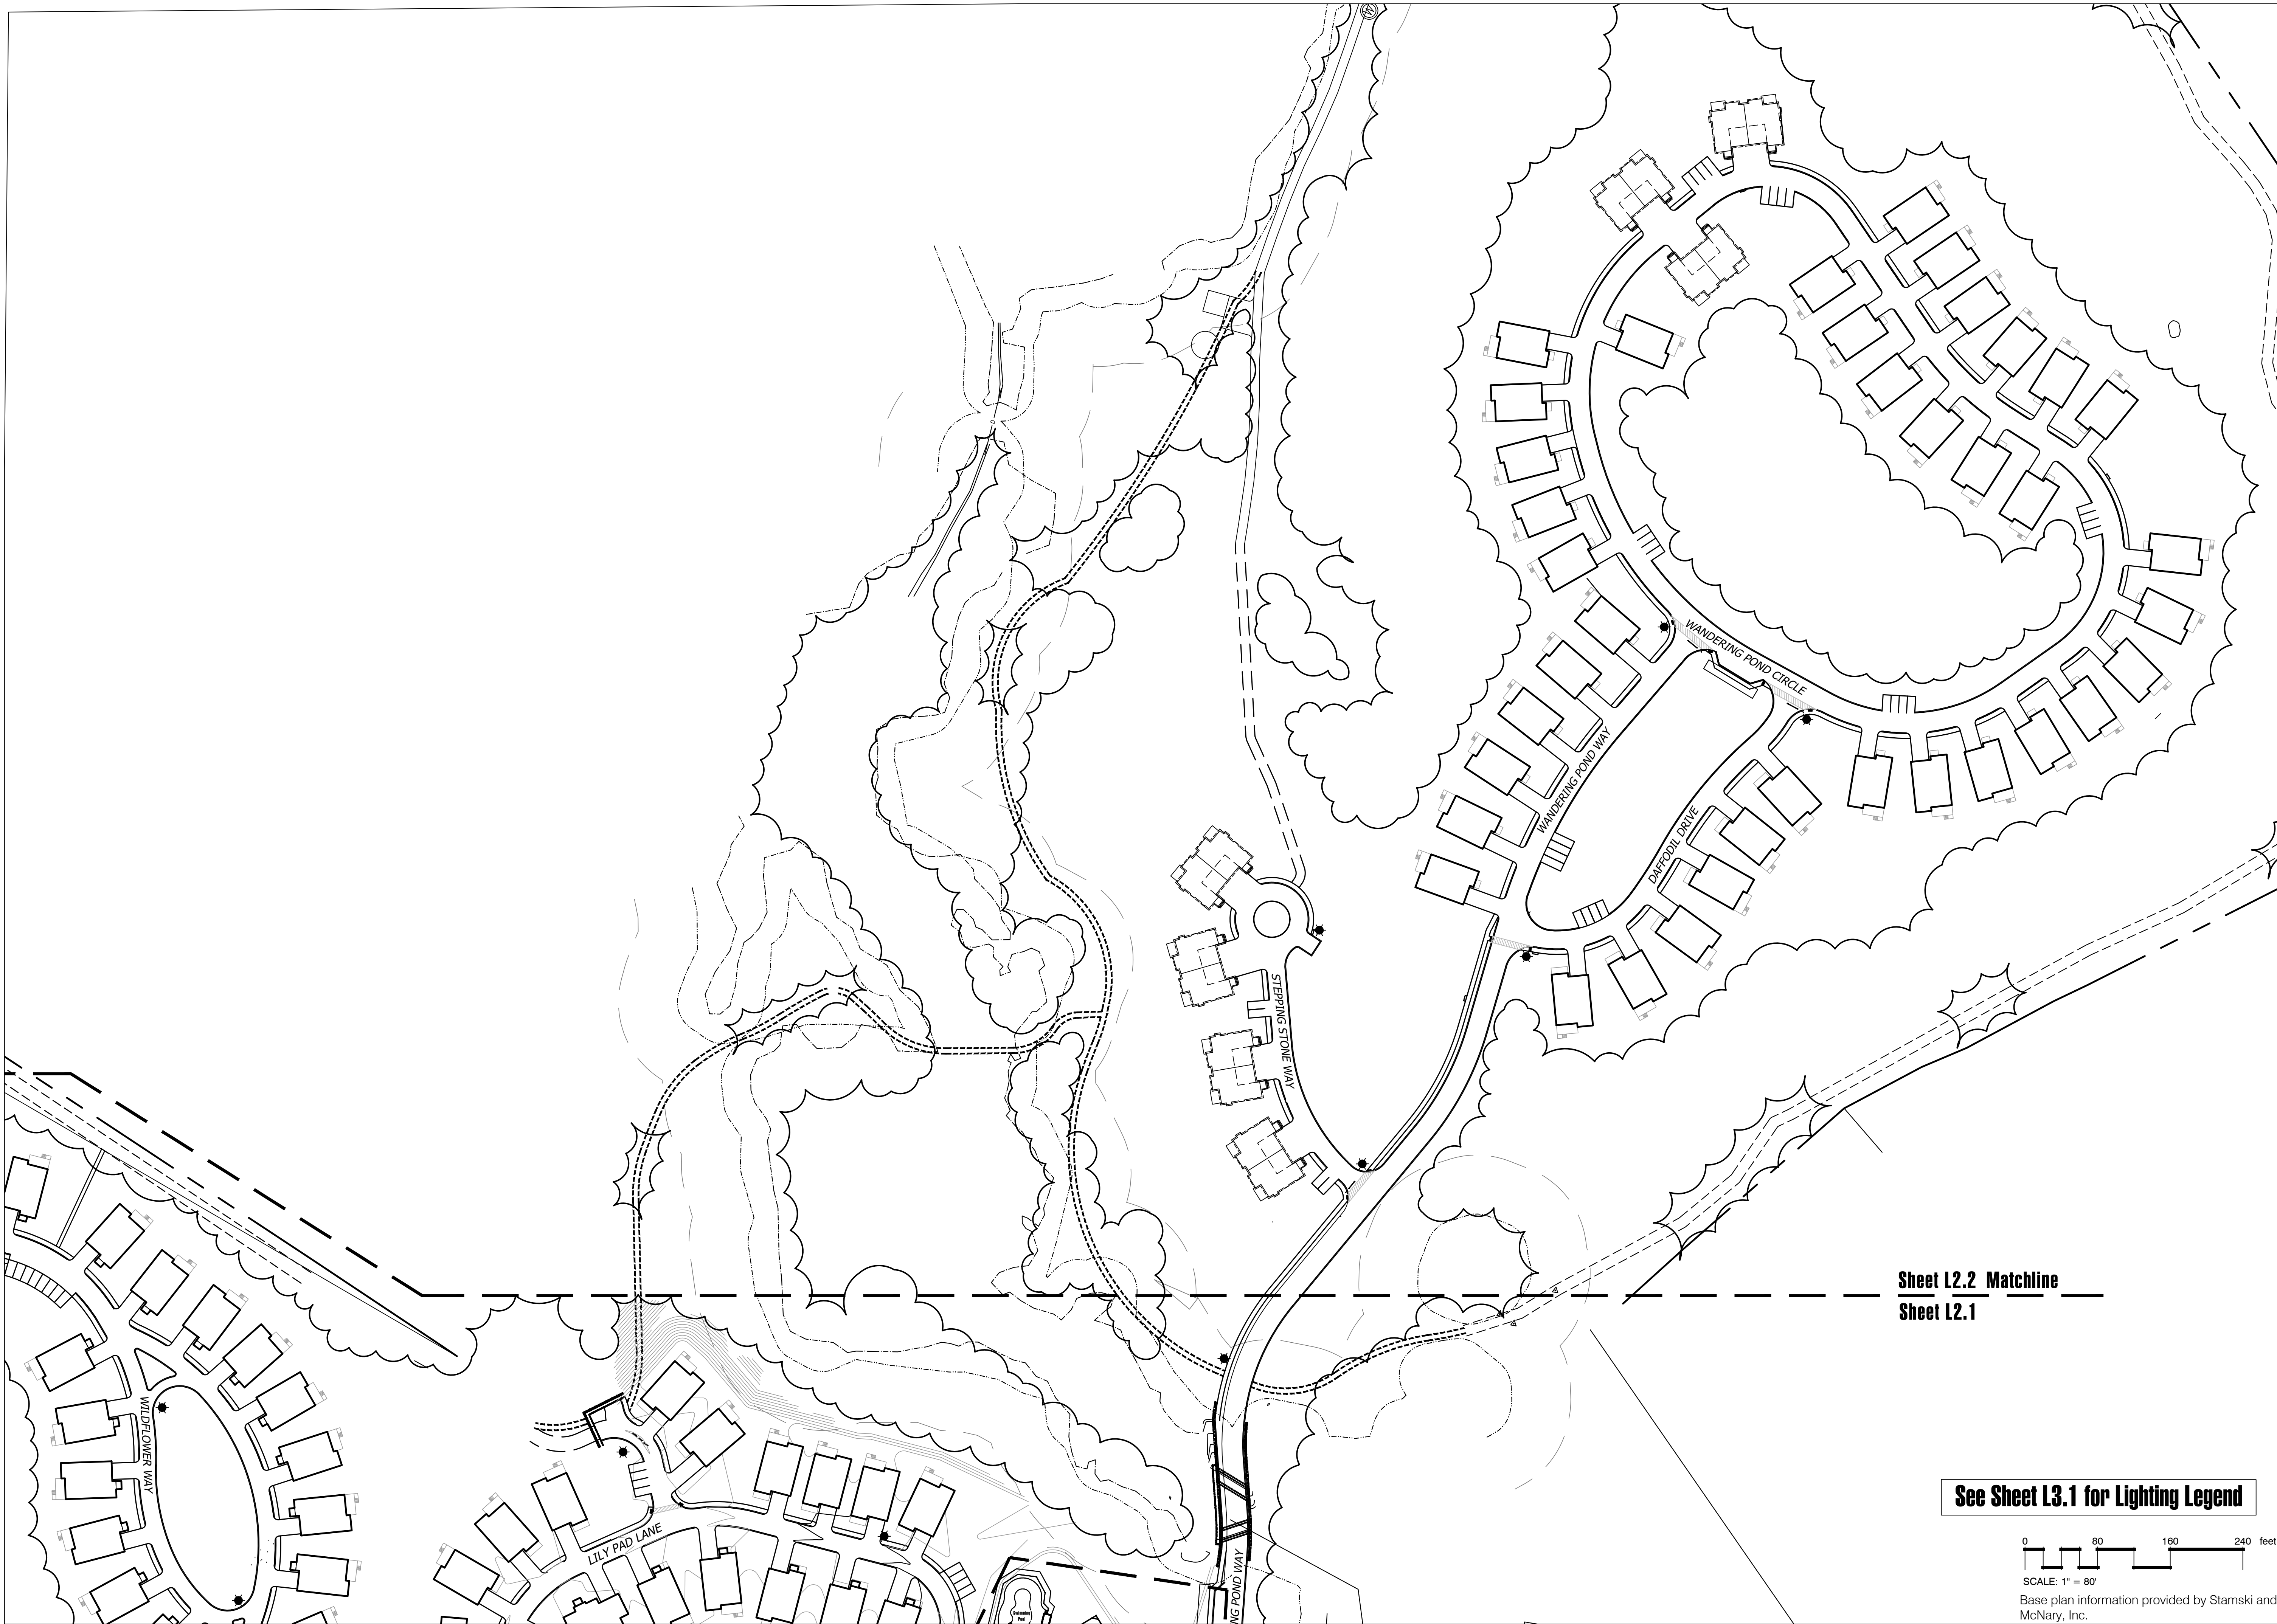 W
WANDERING POND CIRCLE
WANDERING POND WAY
DAFFODIL DRIVE
STEPPING STONE WAY
Sheet L2.2 Matchline
Sheet L2.1
WILDFLOWER WAY
LILY PAD LANE
See Sheet L3.1 for Lighting Legend
0 80 160 240 feet
SCALE: 1" = 80'
Base plan information provided by Stamski and
McNary, Inc.
NG POND WAY
Swimming
Pool